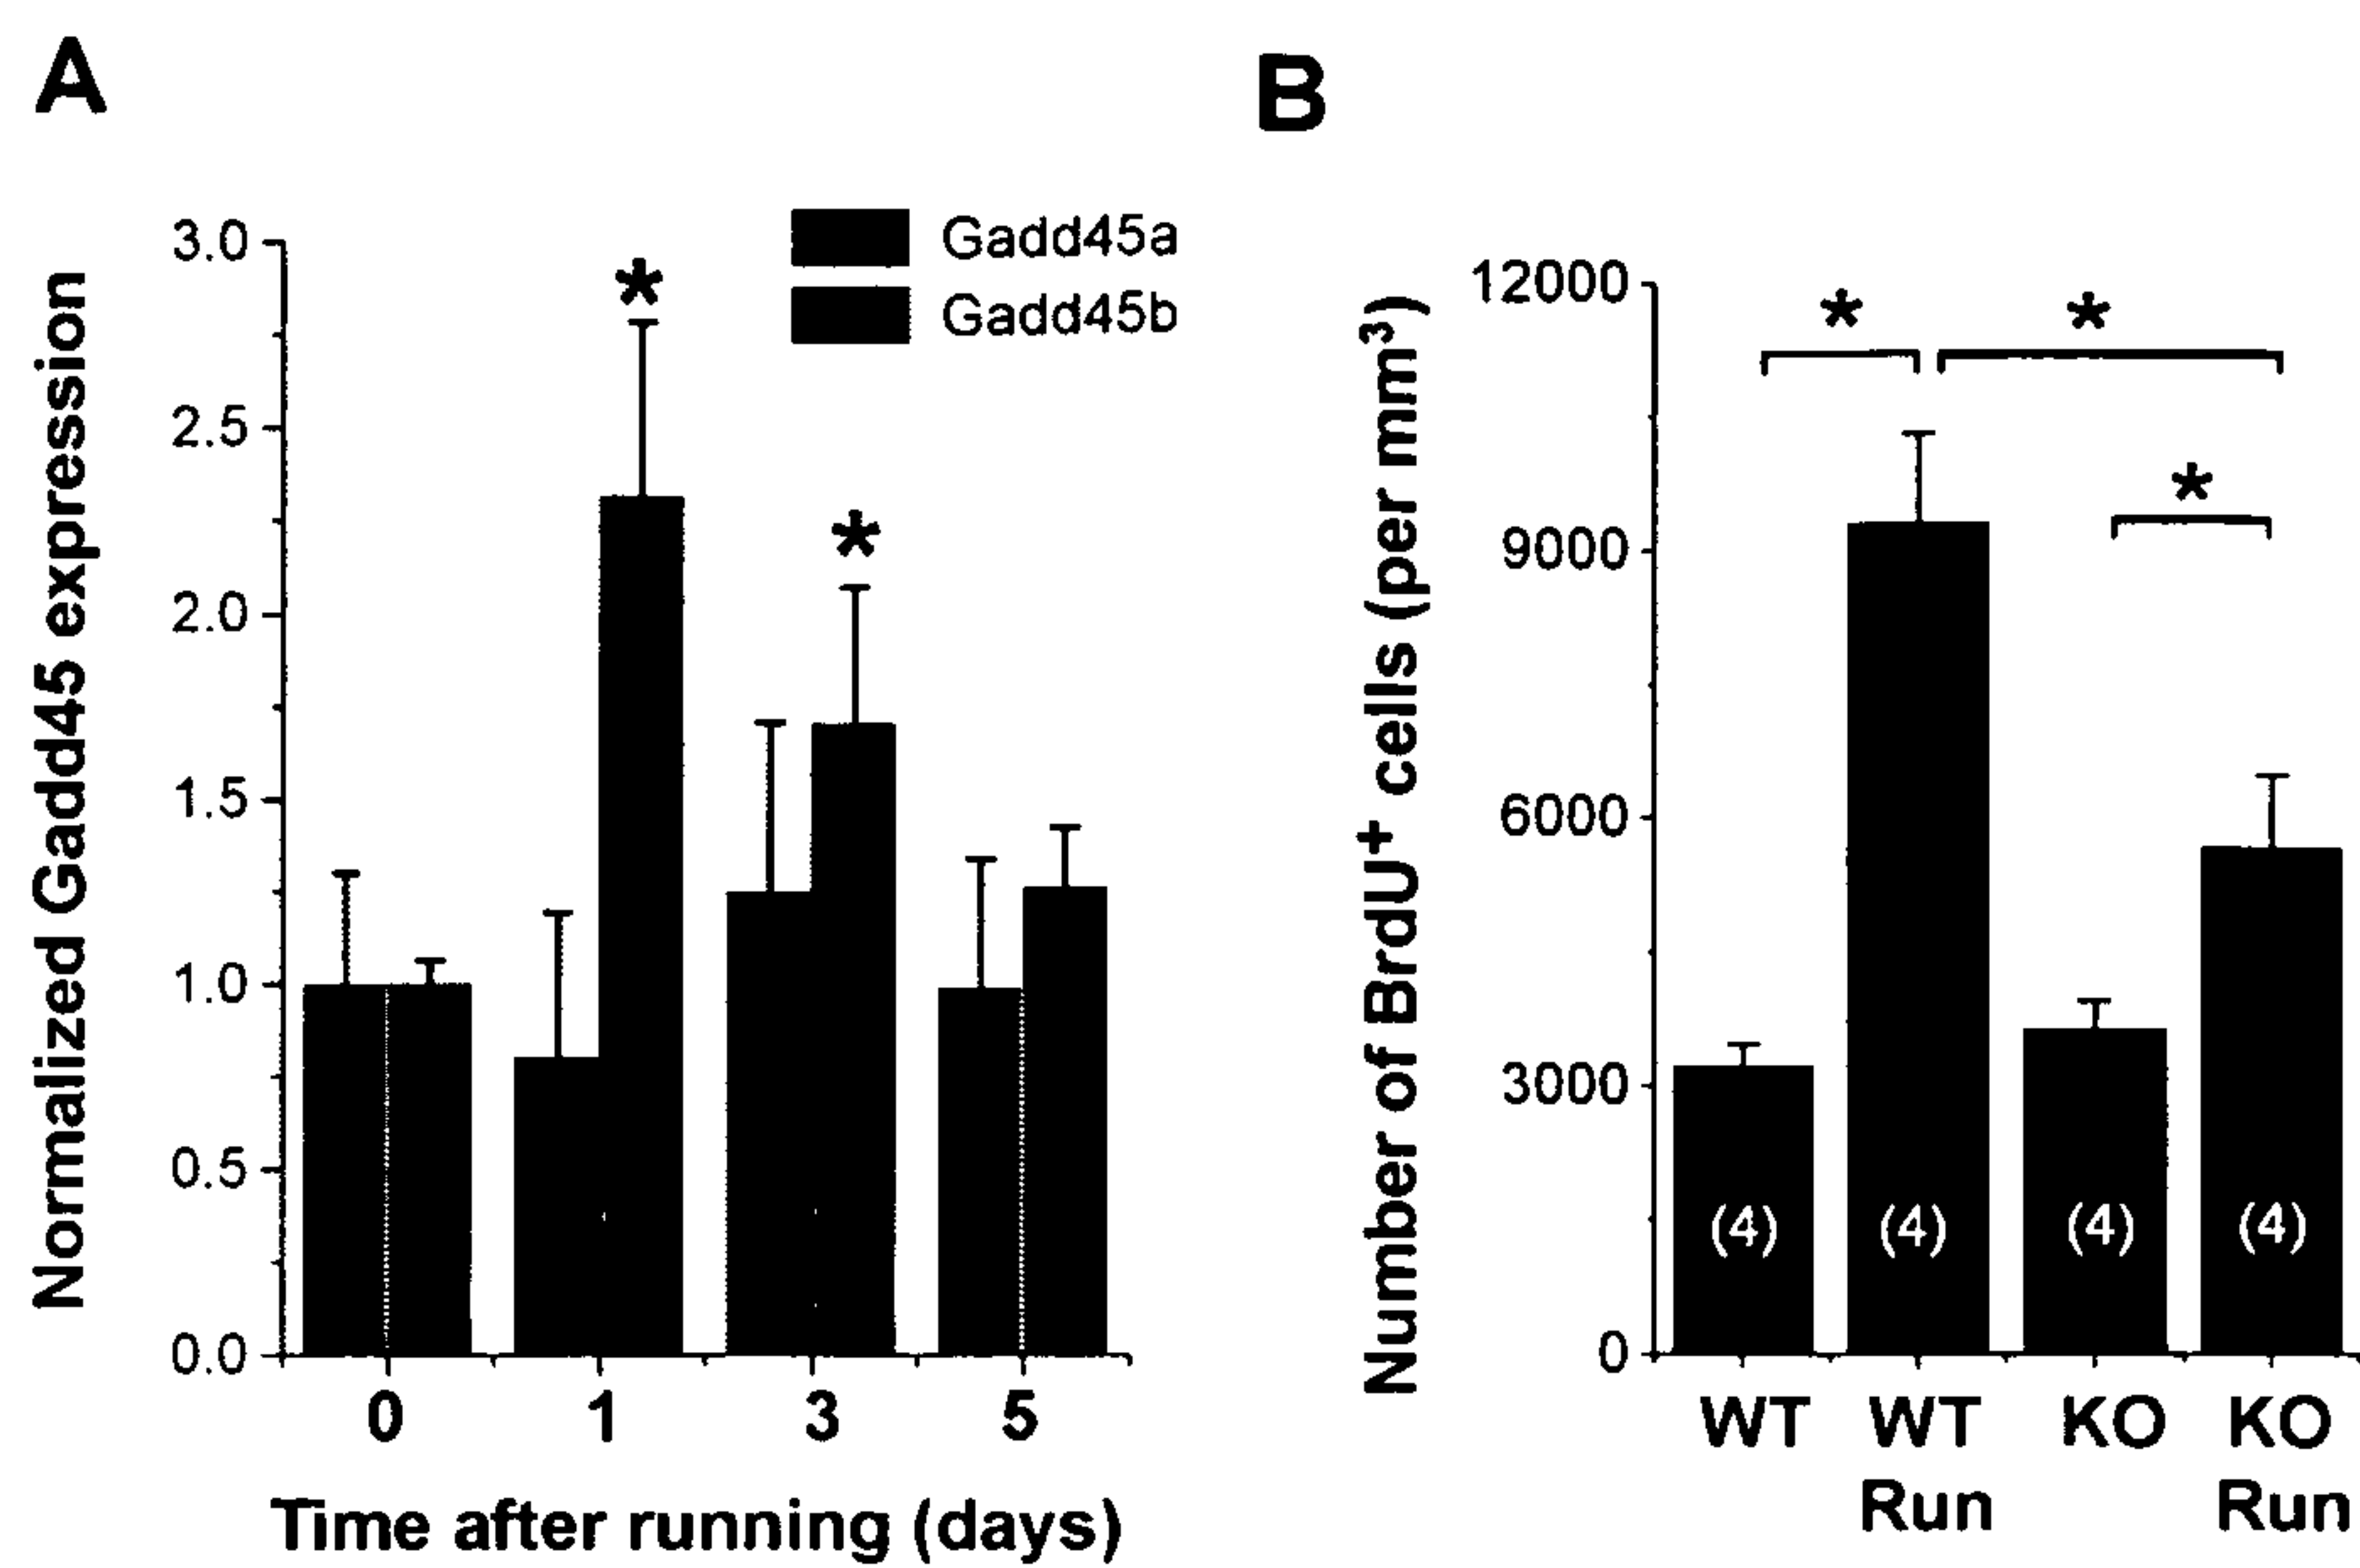 A
Normalized Gadd45 expression
3.0
2.5
2.0
1.5
1.0
0.5
0.0
Gadd45a
Gadd45b
*
*
0 1 3 5
Time after running (days)
B
Number of BrdU⁺ cells (per mm³)
12000
9000
6000
3000
0
* *
*
(4) (4) (4) (4)
WT WT KO KO
Run Run